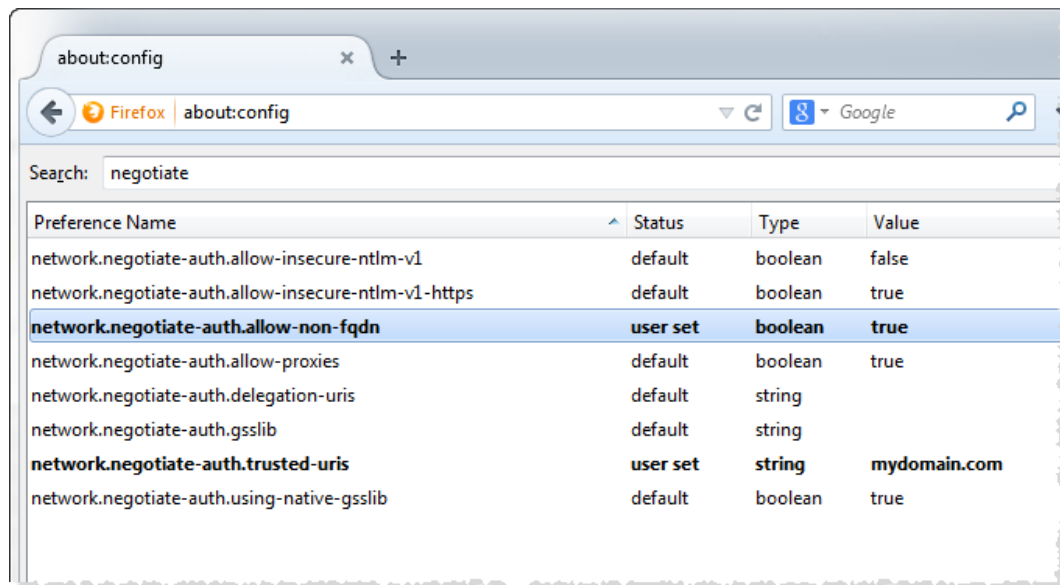 about:config
Firefox about:config Google
Search: negotiate
Preference Name Status Type Value
network.negotiate-auth.allow-insecure-ntlm-v1 default boolean false
network.negotiate-auth.allow-insecure-ntlm-v1-https default boolean true
network.negotiate-auth.allow-non-fqdn user set boolean true
network.negotiate-auth.allow-proxies default boolean true
network.negotiate-auth.delegation-uris default string
network.negotiate-auth.gsslib default string
network.negotiate-auth.trusted-uris user set string mydomain.com
network.negotiate-auth.using-native-gsslib default boolean true